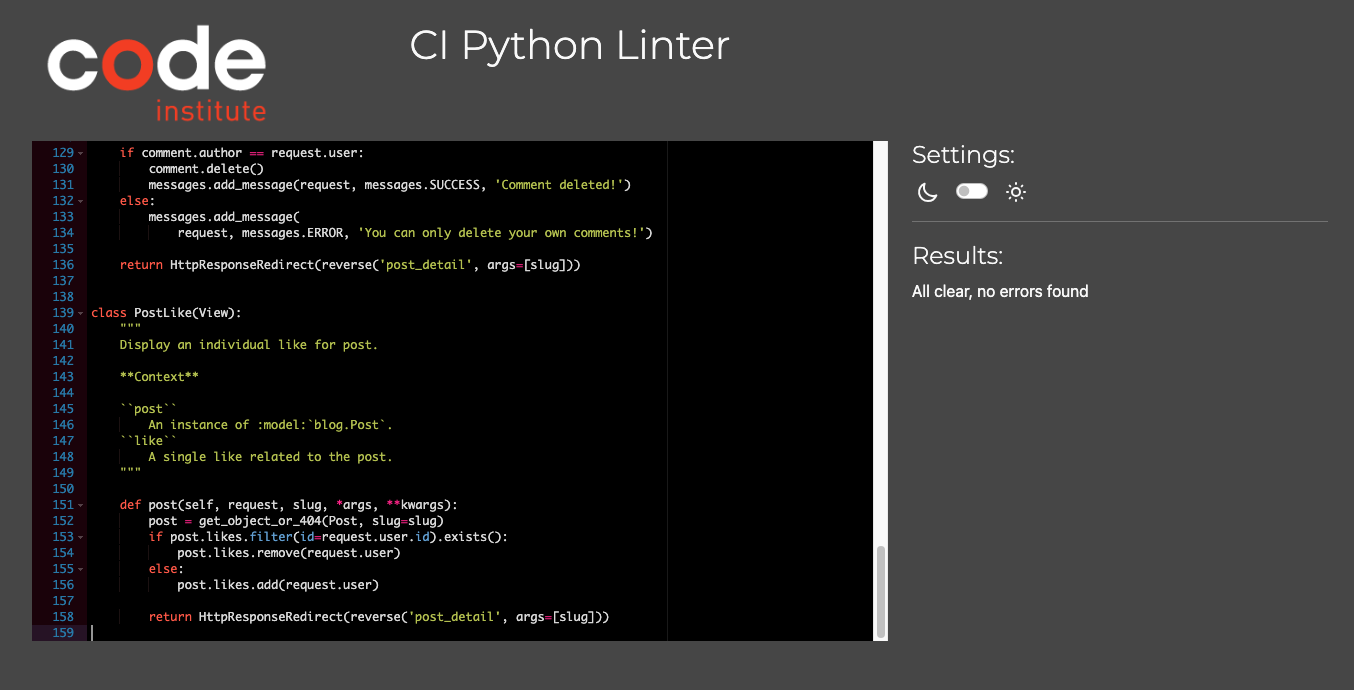 code
institute
CI Python Linter
129 if comment.author == request.user:
130 comment.delete()
131 messages.add_message(request, messages.SUCCESS, 'Comment deleted!')
132 else:
133 messages.add_message(
134 request, messages.ERROR, 'You can only delete your own comments!')
135
136 return HttpResponseRedirect(reverse('post_detail', args=[slug]))
137
138
139 class PostLike(View):
140 """
141 Display an individual like for post.
142
143 **Context**
144
145 ``post``
146 An instance of :model:`blog.Post`.
147 ``like``
148 A single like related to the post.
149 """
150
151 def post(self, request, slug, *args, **kwargs):
152 post = get_object_or_404(Post, slug=slug)
153 if post.likes.filter(id=request.user.id).exists():
154 post.likes.remove(request.user)
155 else:
156 post.likes.add(request.user)
157
158 return HttpResponseRedirect(reverse('post_detail', args=[slug]))
159
Settings:
Results:
All clear, no errors found